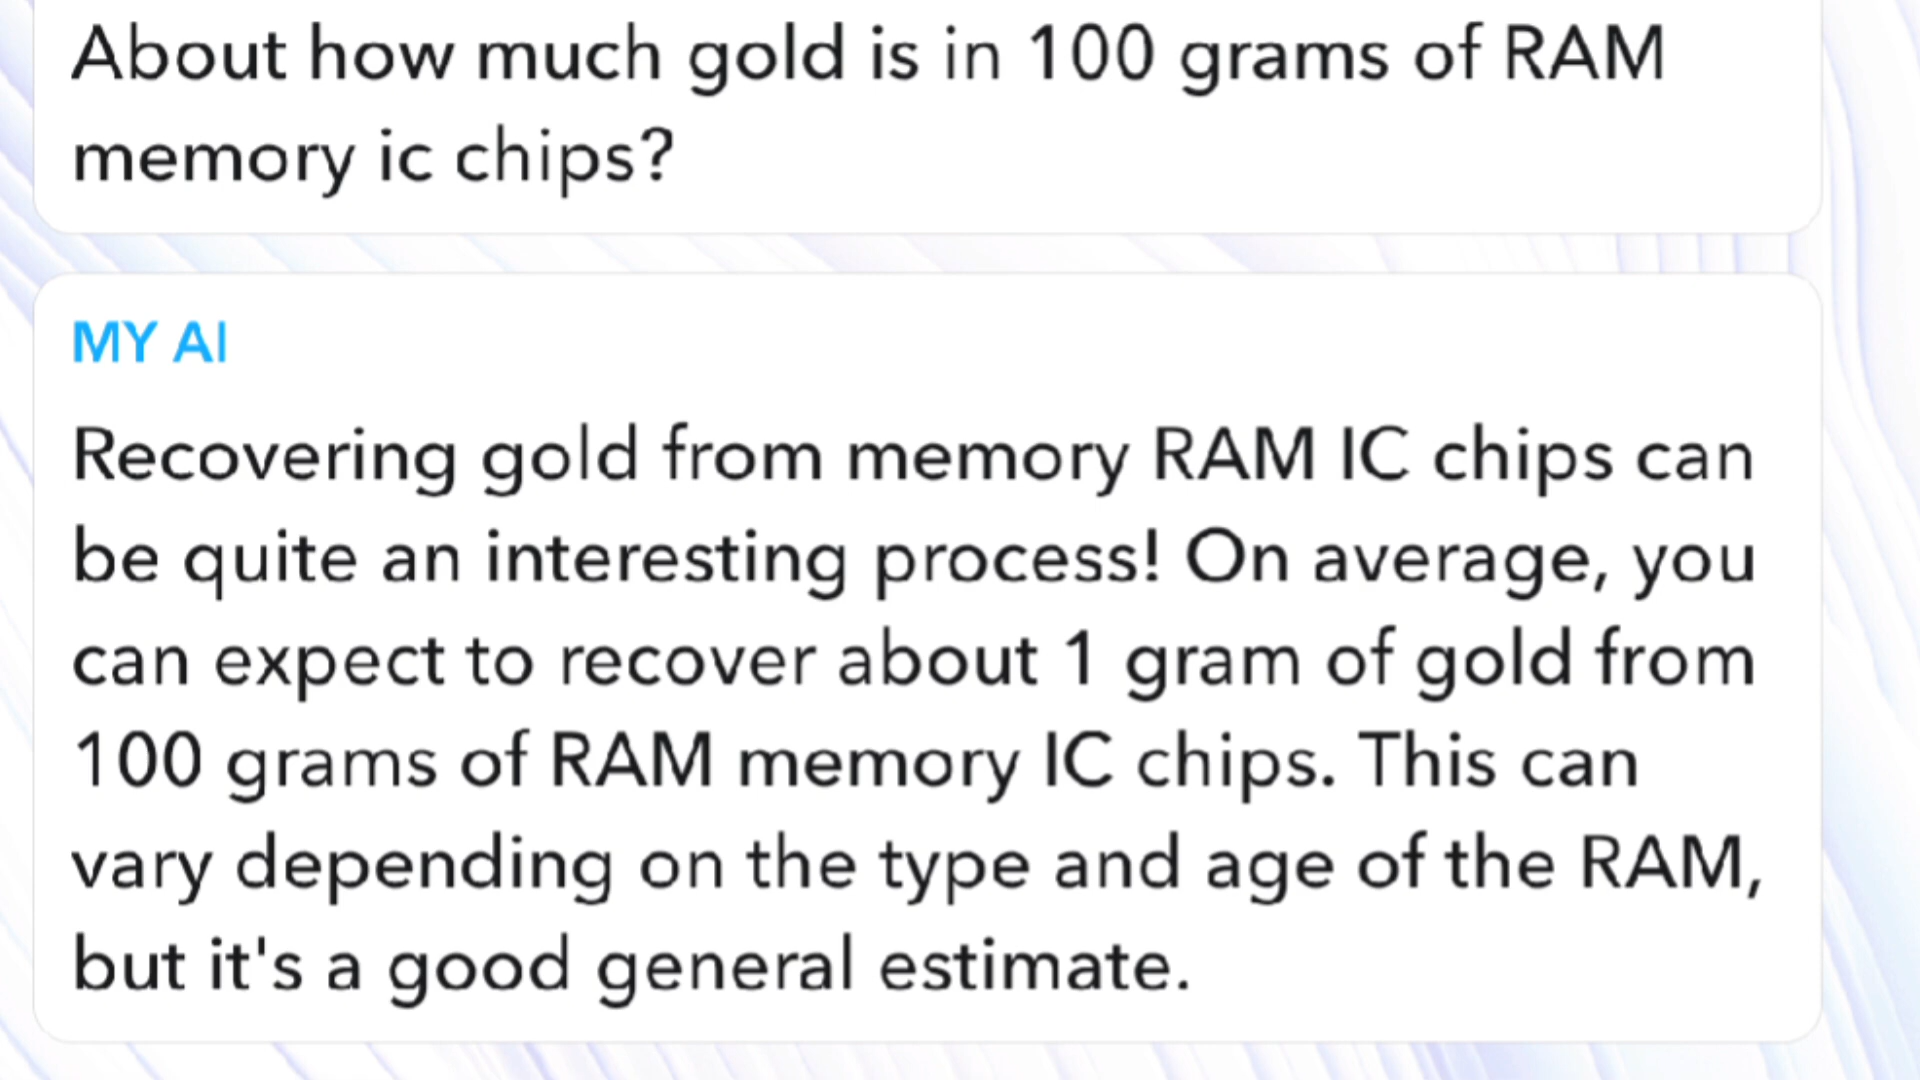 About how much gold is in 100 grams of RAM
memory ic chips?
MY AI
Recovering gold from memory RAM IC chips can
be quite an interesting process! On average, you
can expect to recover about 1 gram of gold from
100 grams of RAM memory IC chips. This can
vary depending on the type and age of the RAM,
but it's a good general estimate.